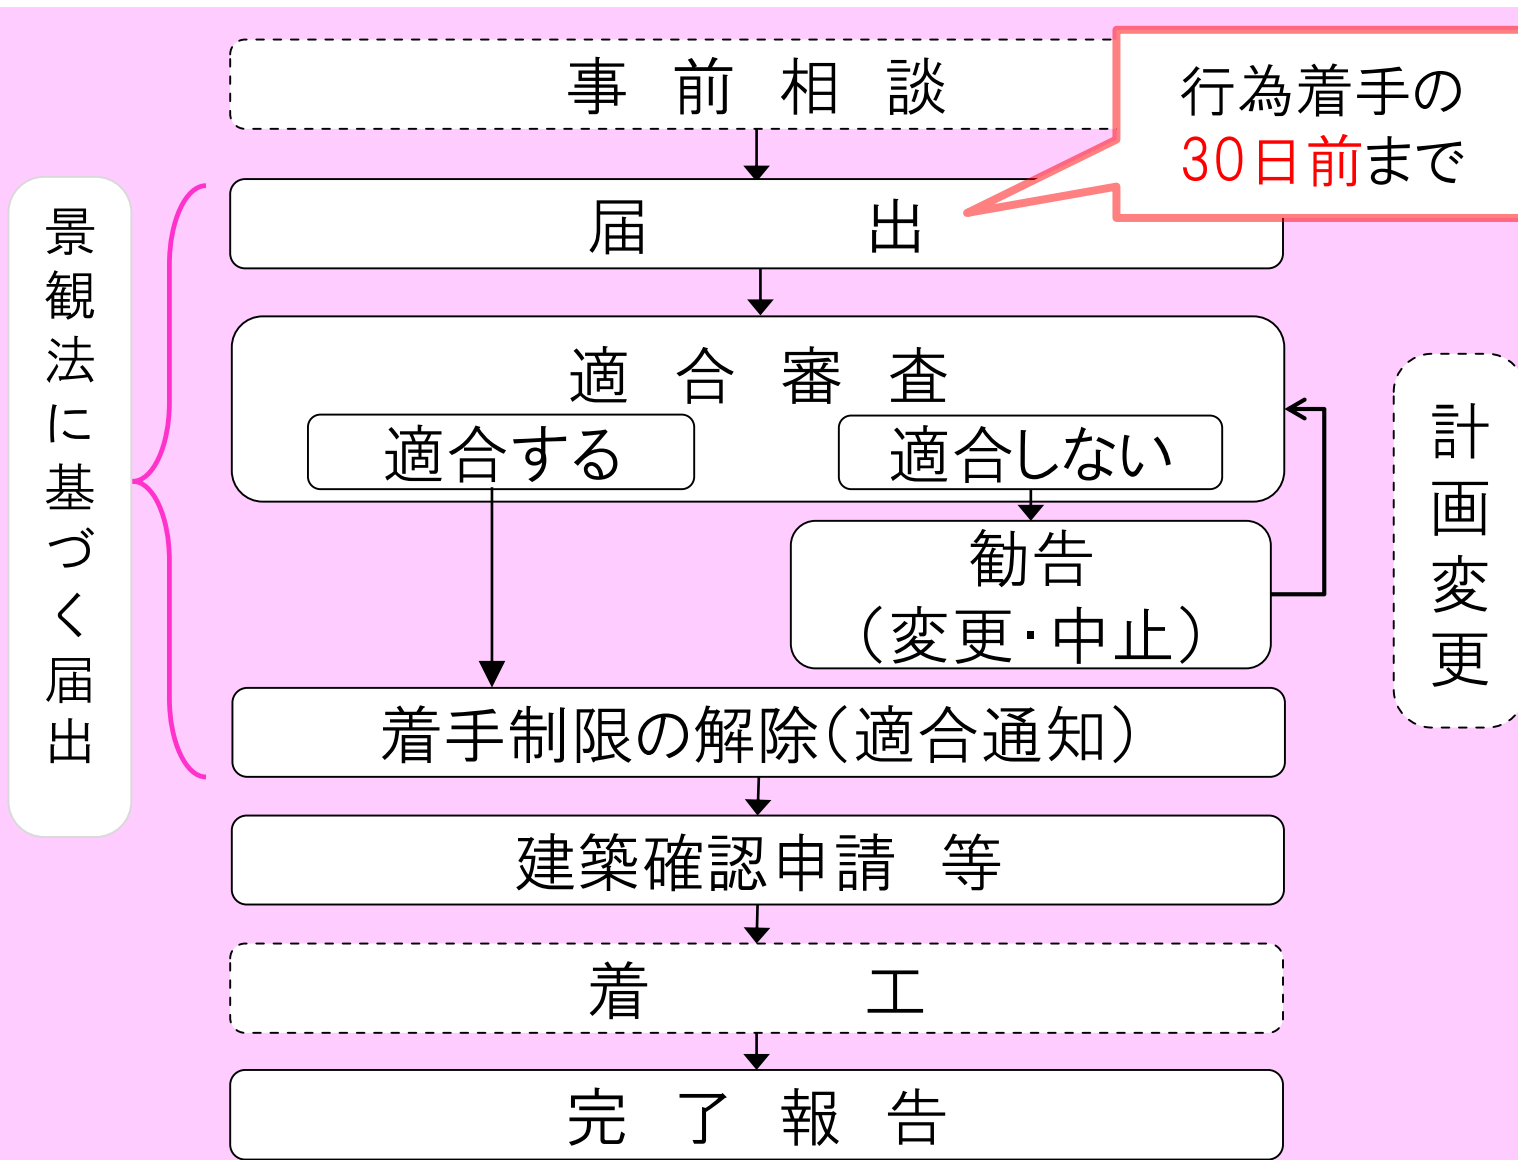 事前相談
行為着手の
30日前まで
景観法に基づく届出
届出
適合審査
適合する
適合しない
計画変更
勧告
（変更・中止）
着手制限の解除（適合通知）
建築確認申請　等
着工
完了報告